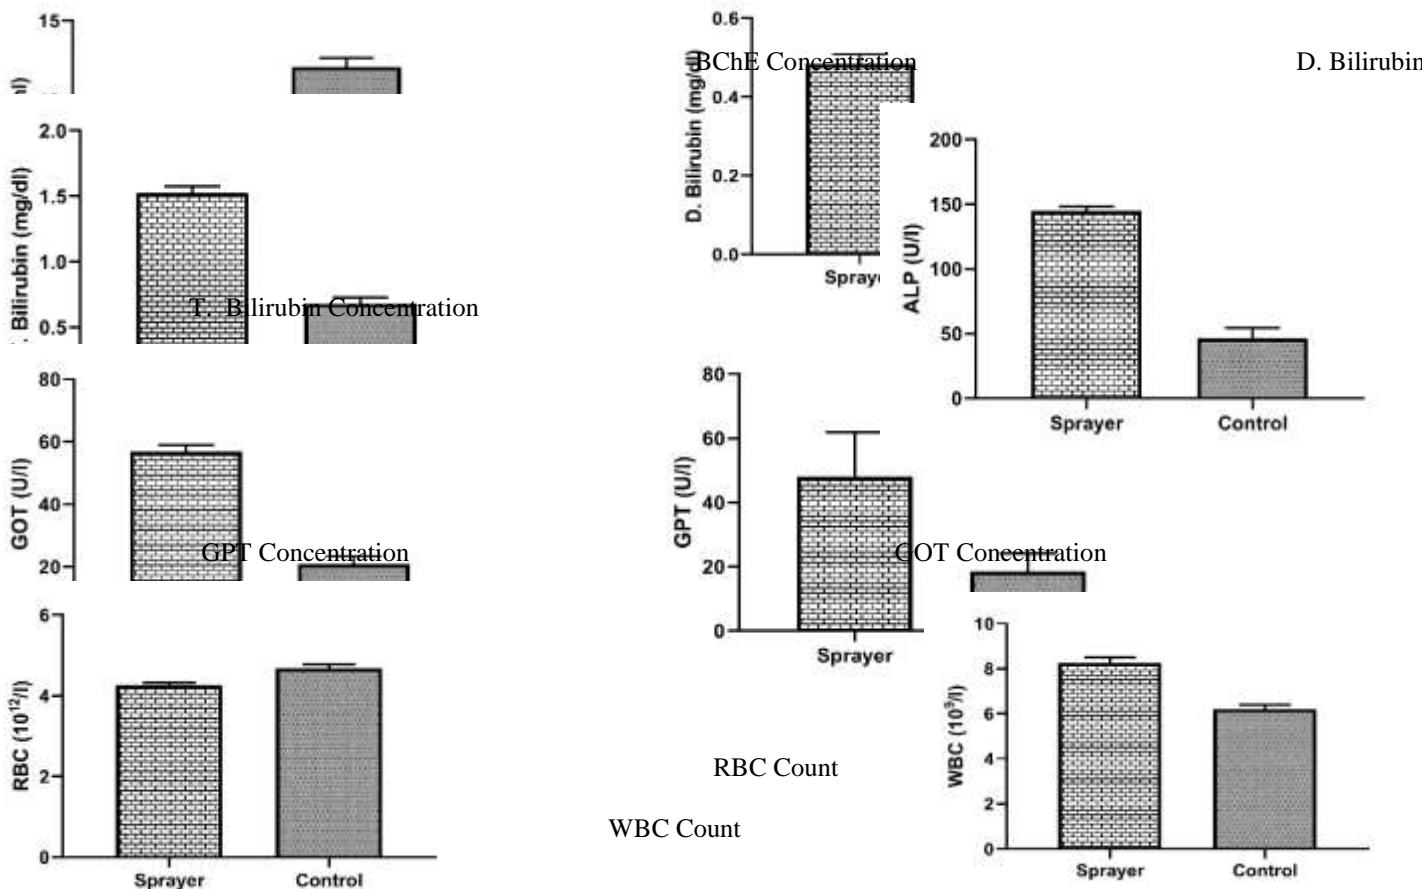 15
BChE Concentration
D. Bilirubin
0.6
0.4
0.2
0.0
D. Bilirubin (mg/dl)
2.0
1.5
1.0
0.5
Bilirubin (mg/dl)
T. Bilirubin Concentration
200
150
100
50
0
ALP (U/l)
Sprayer
Control
80
60
40
20
GOT (U/l)
GPT Concentration
80
60
40
20
0
GPT (U/l)
Sprayer
GOT Concentration
6
4
2
0
RBC (10¹²/l)
Sprayer
Control
RBC Count
WBC Count
10
8
6
4
2
0
WBC (10⁹/l)
Sprayer
Control